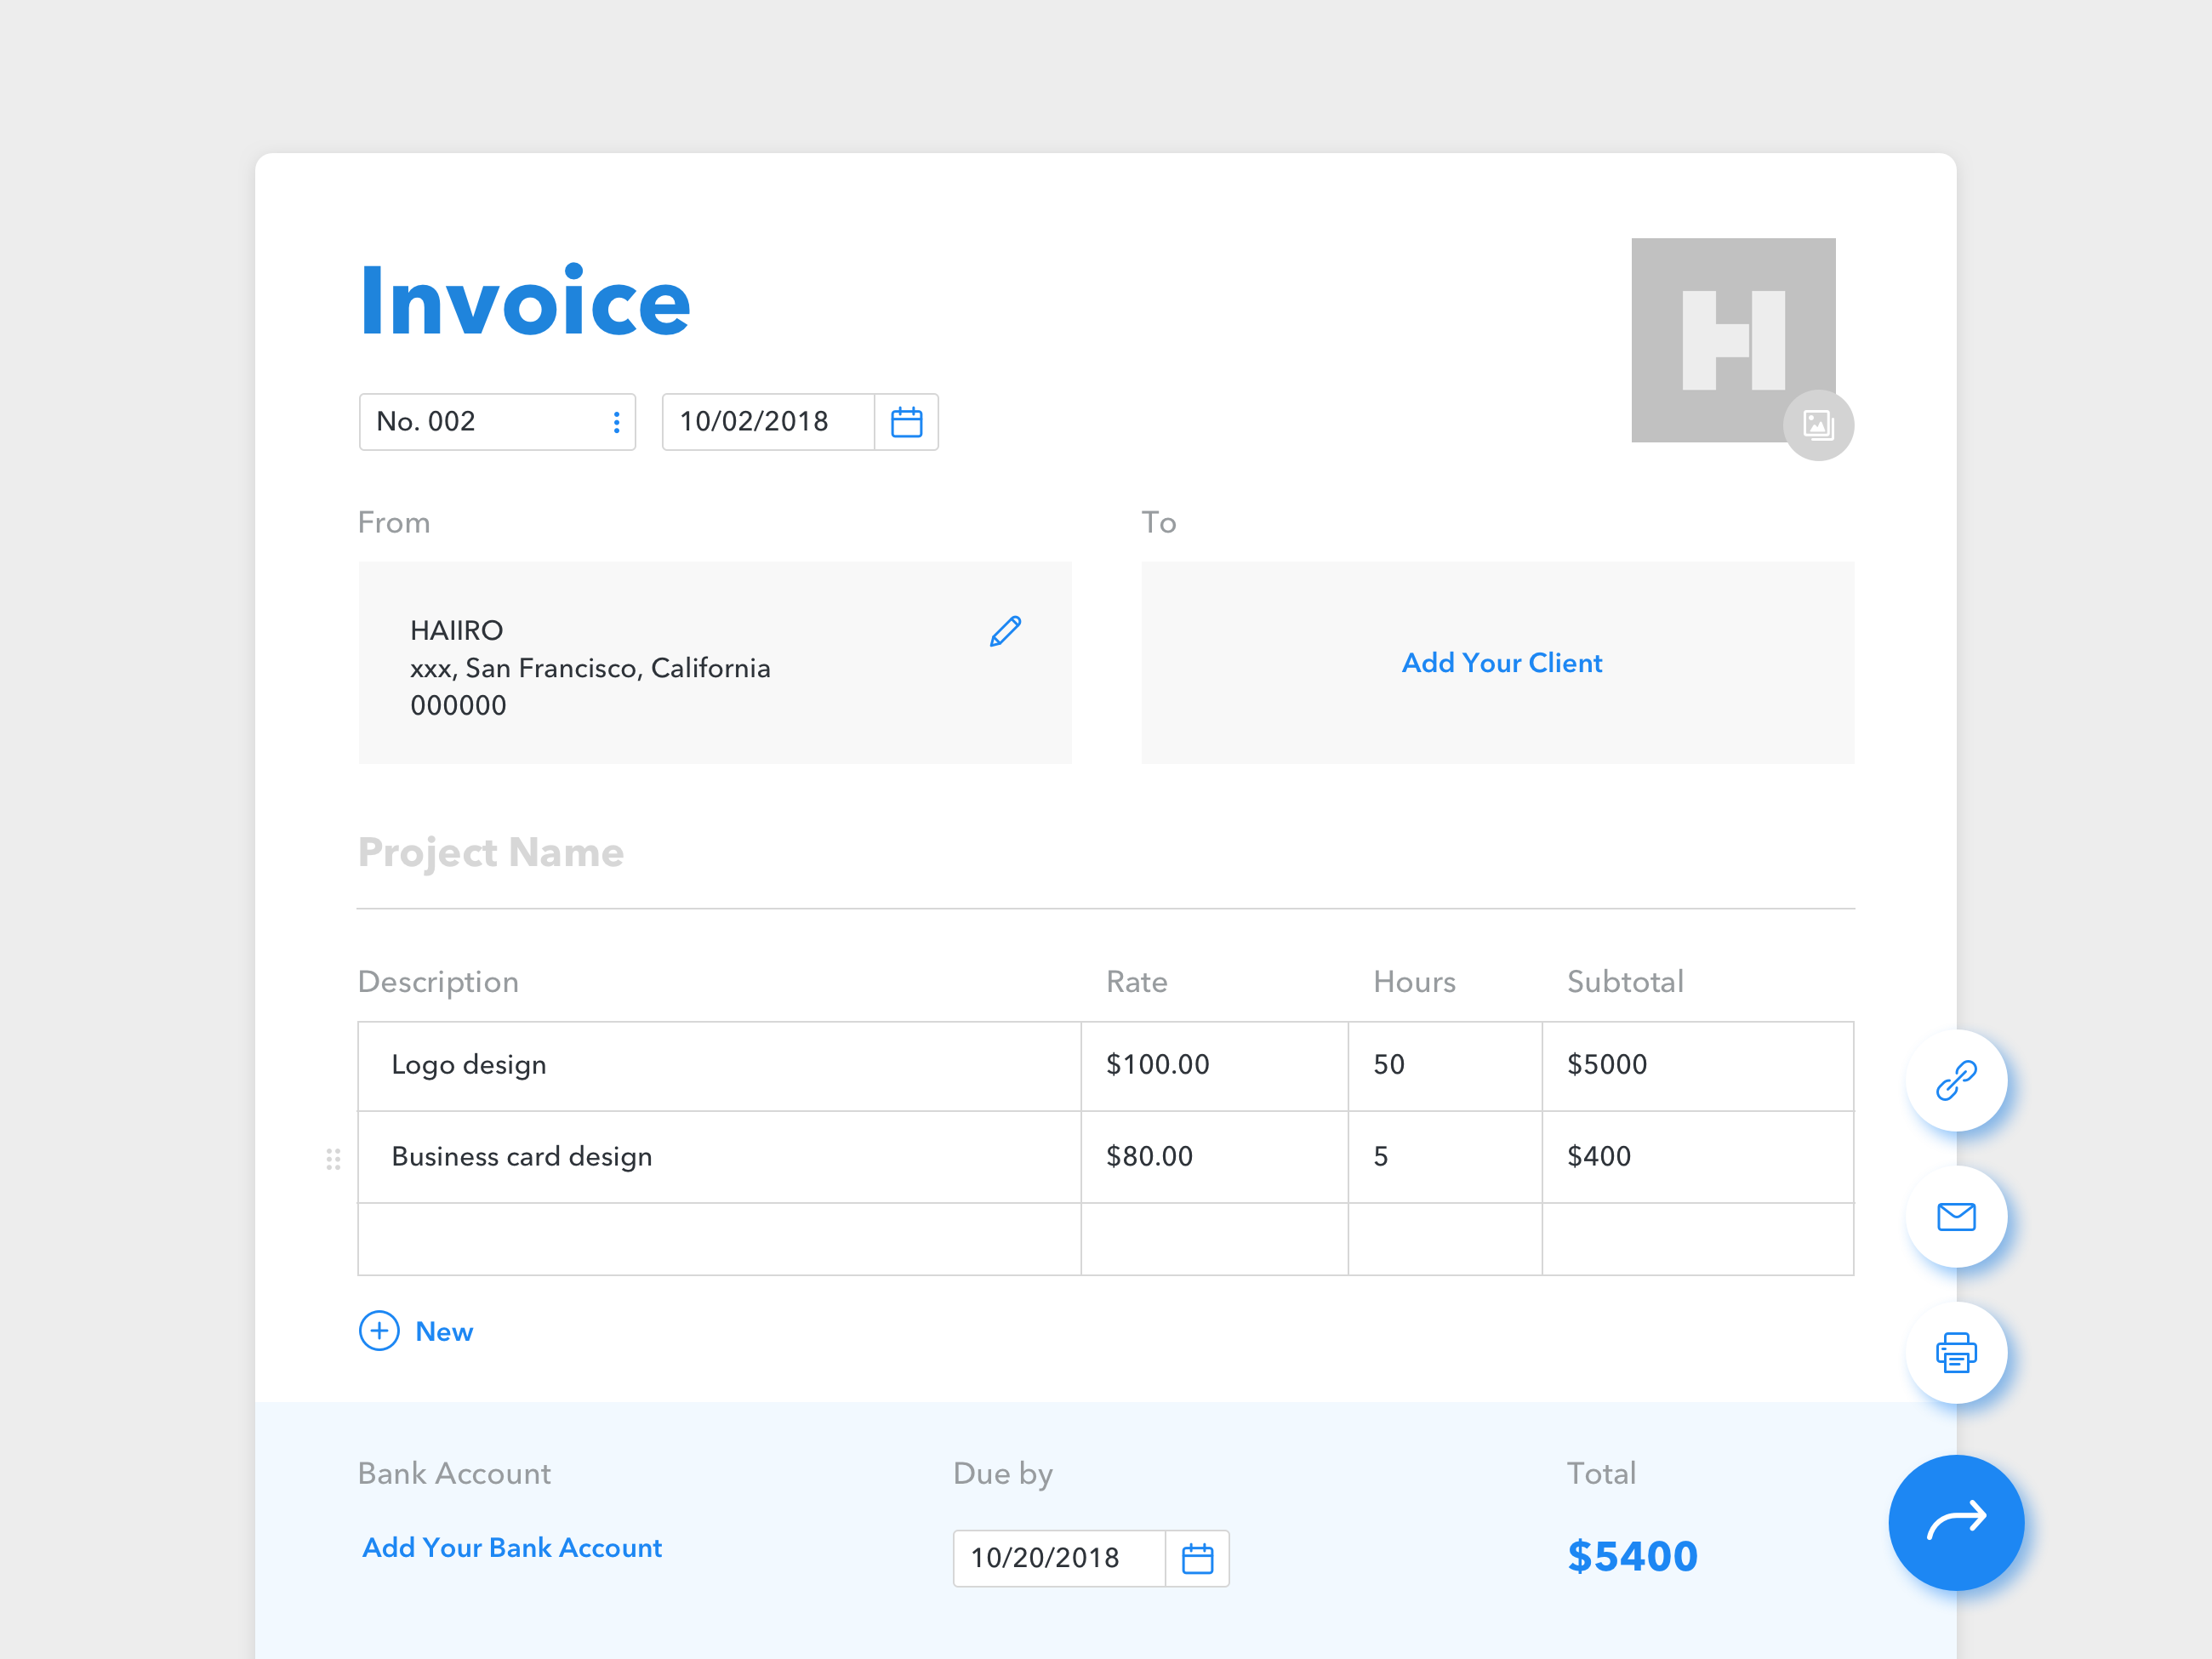 Invoice
H
No. 002
10/02/2018
From
To
HAIIRO
xxx, San Francisco, California
000000
Add Your Client
Project Name
Description Rate Hours Subtotal
Logo design $100.00 50 $5000
Business card design $80.00 5 $400
New
Bank Account
Due by
Total
Add Your Bank Account
10/20/2018
$5400